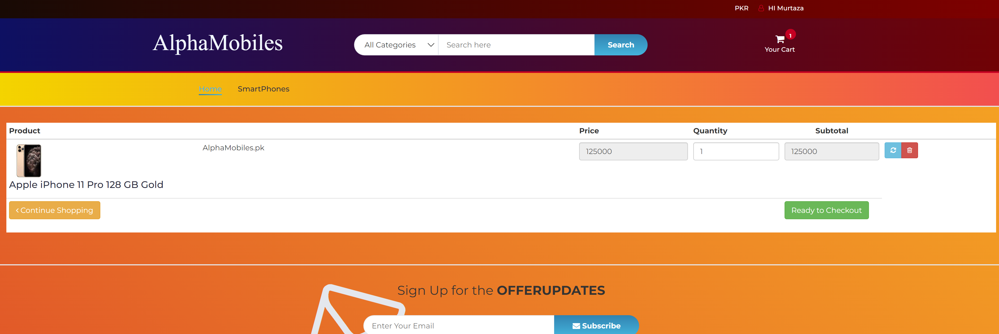 PKR HI Murtaza
AlphaMobiles
All Categories Search here Search
1
Your Cart
Home SmartPhones
Product Price Quantity Subtotal
AlphaMobiles.pk 125000 1 125000
Apple iPhone 11 Pro 128 GB Gold
< Continue Shopping Ready to Checkout
Sign Up for the OFFERUPDATES
Enter Your Email Subscribe